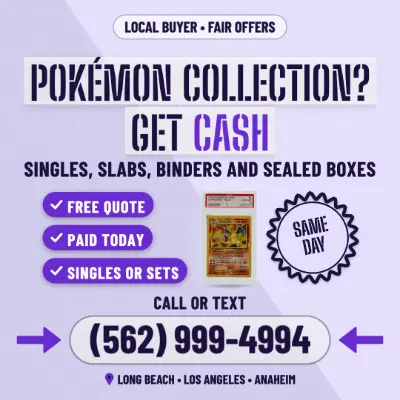 LOCAL BUYER • FAIR OFFERS
POKÉMON COLLECTION?
GET CASH
SINGLES, SLABS, BINDERS AND SEALED BOXES
FREE QUOTE
PAID TODAY
SINGLES OR SETS
SAME
DAY
CALL OR TEXT
(562) 999-4994
LONG BEACH • LOS ANGELES • ANAHEIM